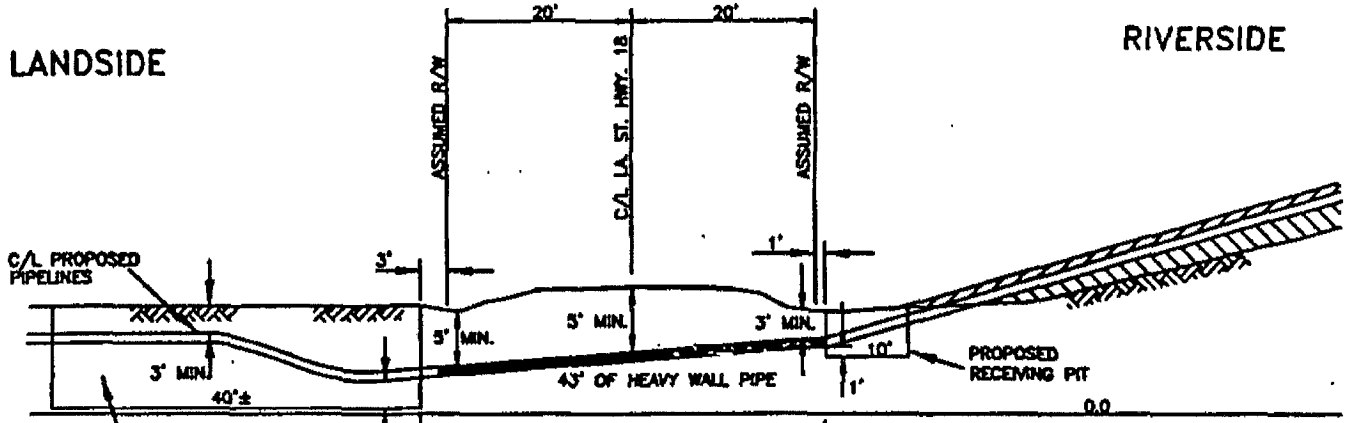 20'
20'
LANDSIDE
RIVERSIDE
ASSUMED R/W
C/L LA. ST. HWY. 18
ASSUMED R/W
C/L PROPOSED
PIPELINES
3'
1'
5' MIN.
5' MIN.
3' MIN.
3' MIN.
10'
PROPOSED
RECEIVING PIT
43' OF HEAVY WALL PIPE
1'
40'±
0.0